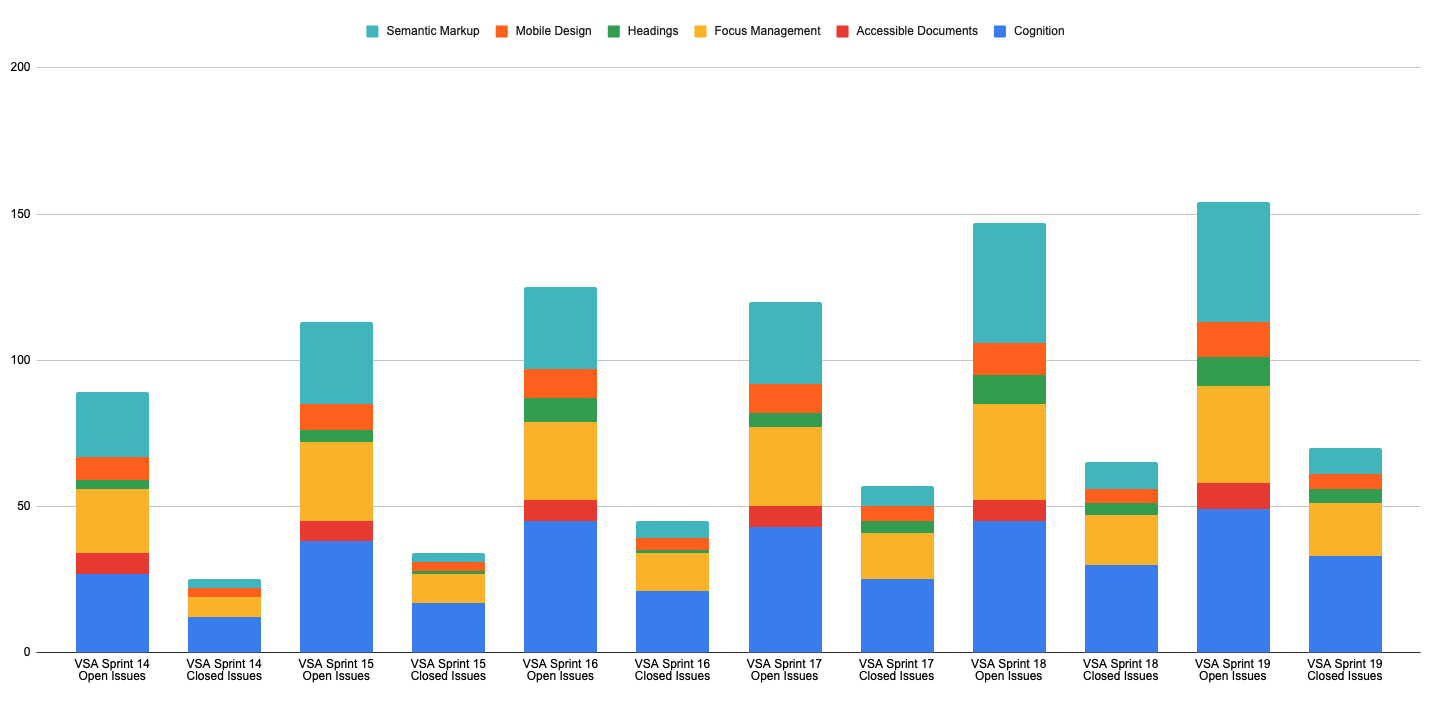 Semantic Markup Mobile Design Headings Focus Management Accessible Documents Cognition
200
150
100
50
0
VSA Sprint 14 Open Issues
VSA Sprint 14 Closed Issues
VSA Sprint 15 Open Issues
VSA Sprint 15 Closed Issues
VSA Sprint 16 Open Issues
VSA Sprint 16 Closed Issues
VSA Sprint 17 Open Issues
VSA Sprint 17 Closed Issues
VSA Sprint 18 Open Issues
VSA Sprint 18 Closed Issues
VSA Sprint 19 Open Issues
VSA Sprint 19 Closed Issues